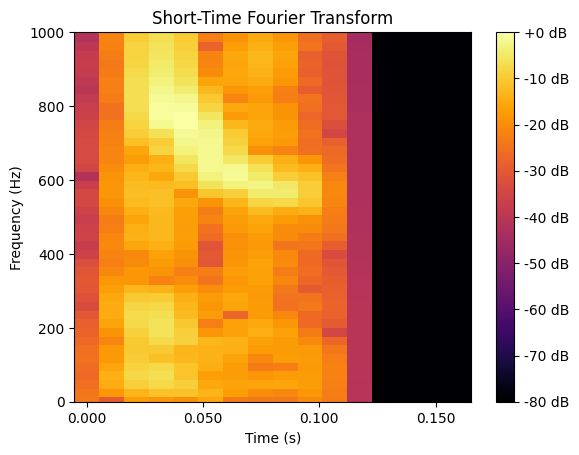 Short-Time Fourier Transform
1000
800
600
400
200
0
Frequency (Hz)
0.000
0.050
0.100
0.150
Time (s)
+0 dB
-10 dB
-20 dB
-30 dB
-40 dB
-50 dB
-60 dB
-70 dB
-80 dB